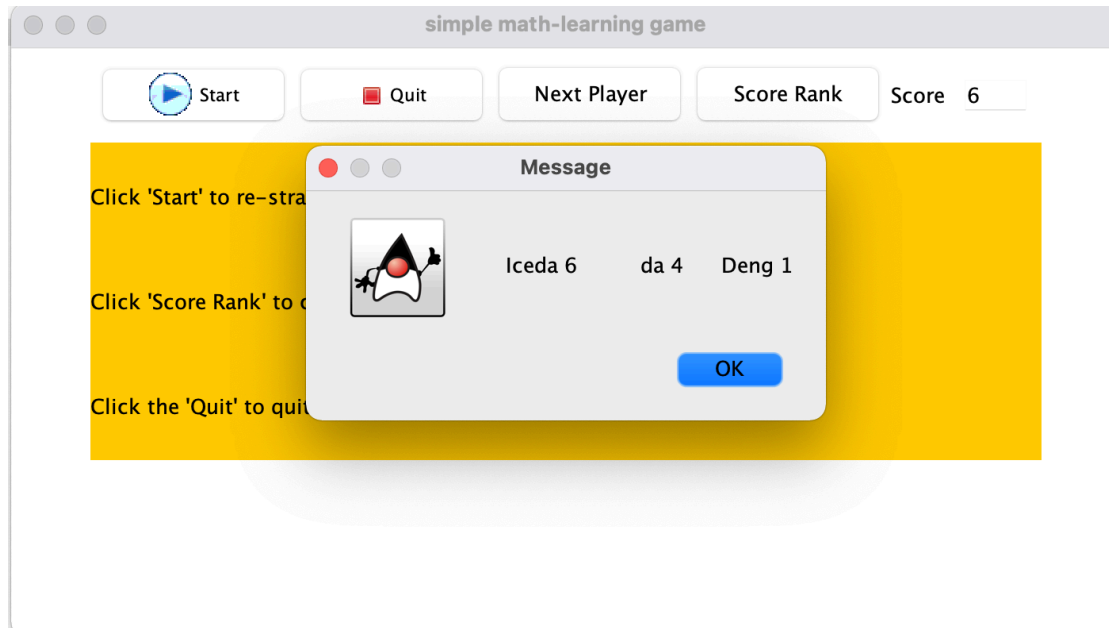 simple math-learning game
Start Quit Next Player Score Rank Score 6
Message
Click 'Start' to re-stra
Iceda 6 da 4 Deng 1
Click 'Score Rank' to
OK
Click the 'Quit' to quit